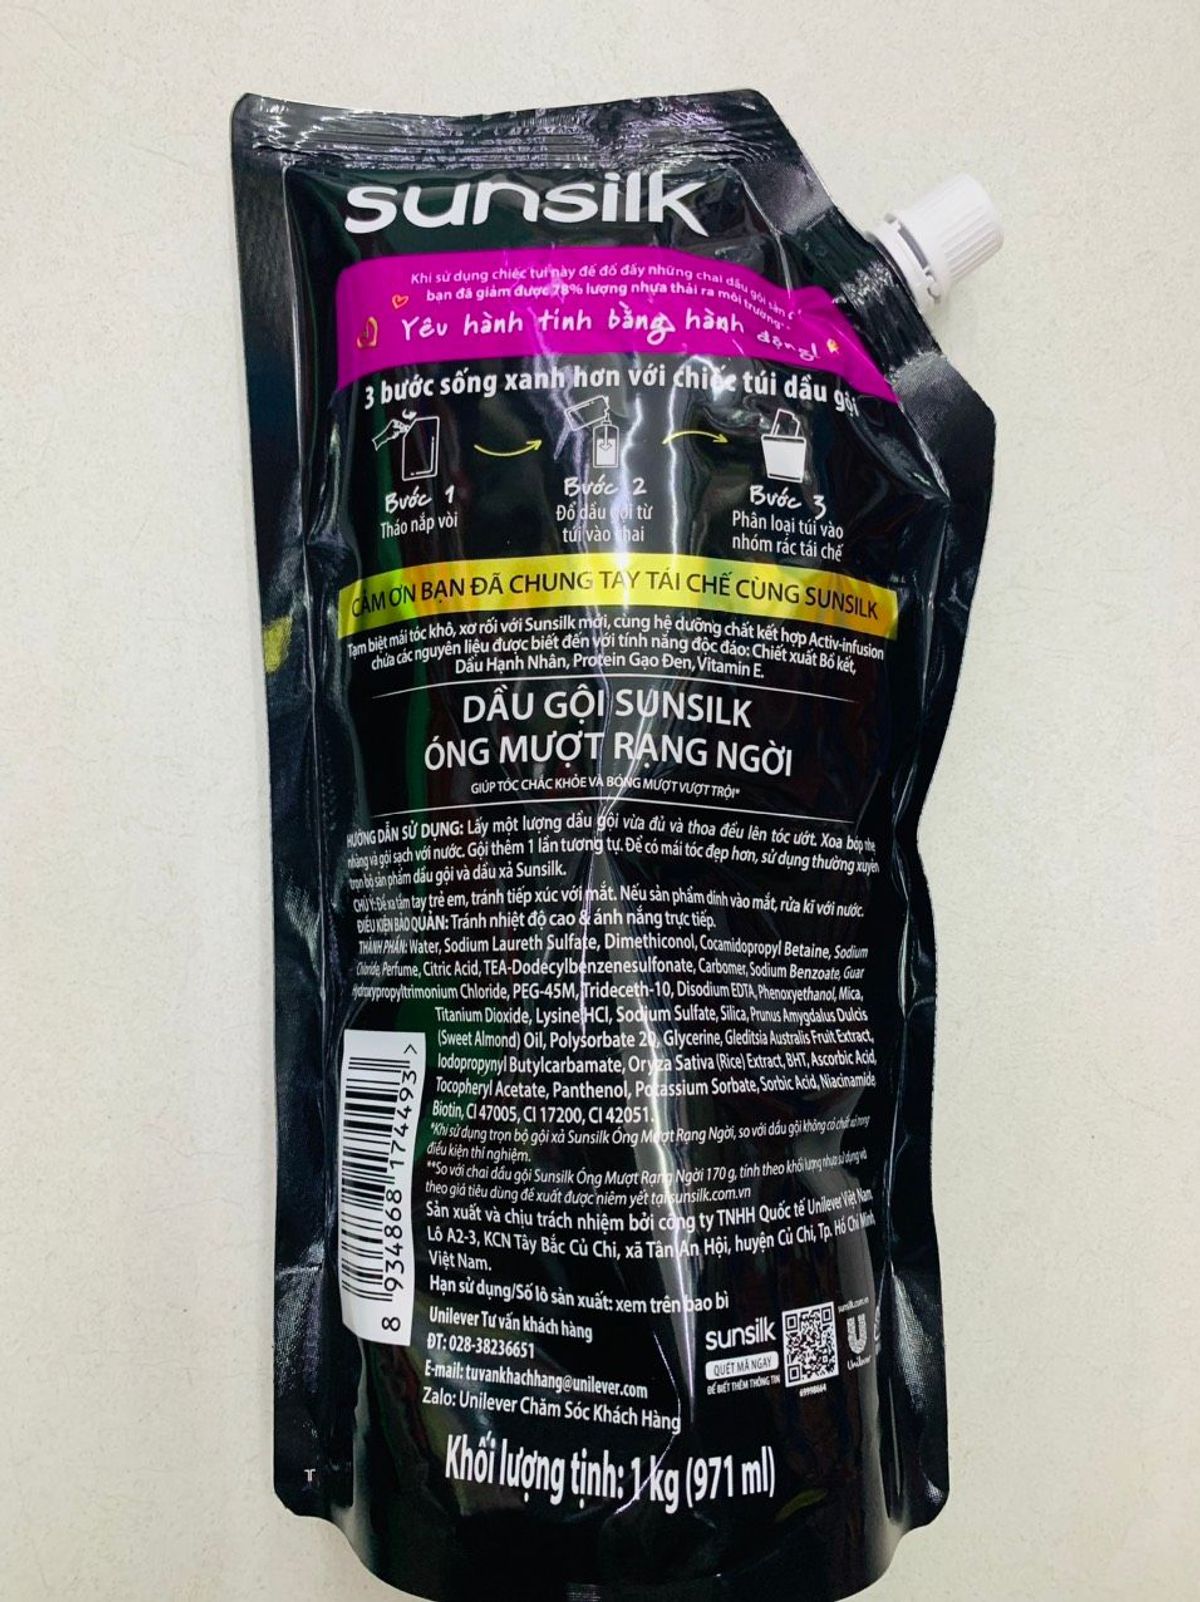 sunsilk
Khi sử dụng chiếc túi này để đổ đầy những chai dầu gội sẵn có
bạn đã giảm được 78% lượng nhựa thải ra môi trường**
Yêu hành tinh bằng hành động!
3 bước sống xanh hơn với chiếc túi dầu gội
Bước 1
Tháo nắp vòi
Bước 2
Đổ dầu gội từ
túi vào chai
Bước 3
Phân loại túi vào
nhóm rác tái chế
CẢM ƠN BẠN ĐÃ CHUNG TAY TÁI CHẾ CÙNG SUNSILK
Tạm biệt mái tóc khô, xơ rối với Sunsilk mới, cùng hệ dưỡng chất kết hợp Activ-infusion
chứa các nguyên liệu được biết đến với tính năng độc đáo: Chiết xuất Bồ kết,
Dầu Hạnh Nhân, Protein Gạo Đen, Vitamin E.
DẦU GỘI SUNSILK
ÓNG MƯỢT RẠNG NGỜI
GIÚP TÓC CHẮC KHỎE VÀ BÓNG MƯỢT VƯỢT TRỘI*
HƯỚNG DẪN SỬ DỤNG: Lấy một lượng dầu gội vừa đủ và thoa đều lên tóc ướt. Xoa bóp nhẹ
nhàng và gội sạch với nước. Gội thêm 1 lần tương tự. Để có mái tóc đẹp hơn, sử dụng thường xuyên
trọn bộ sản phẩm dầu gội và dầu xả Sunsilk.
CHÚ Ý: Để xa tầm tay trẻ em, tránh tiếp xúc với mắt. Nếu sản phẩm dính vào mắt, rửa kĩ với nước.
ĐIỀU KIỆN BẢO QUẢN: Tránh nhiệt độ cao & ánh nắng trực tiếp.
THÀNH PHẦN: Water, Sodium Laureth Sulfate, Dimethiconol, Cocamidopropyl Betaine, Sodium
Chloride, Perfume, Citric Acid, TEA-Dodecylbenzenesulfonate, Carbomer, Sodium Benzoate, Guar
Hydroxypropyltrimonium Chloride, PEG-45M, Trideceth-10, Disodium EDTA, Phenoxyethanol, Mica,
Titanium Dioxide, Lysine HCl, Sodium Sulfate, Silica, Prunus Amygdalus Dulcis
(Sweet Almond) Oil, Polysorbate 20, Glycerine, Gleditsia Australis Fruit Extract,
Iodopropynyl Butylcarbamate, Oryza Sativa (Rice) Extract, BHT, Ascorbic Acid,
Tocopheryl Acetate, Panthenol, Potassium Sorbate, Sorbic Acid, Niacinamide
Biotin, CI 47005, CI 17200, CI 42051.
*Khi sử dụng trọn bộ gội xả Sunsilk Óng Mượt Rạng Ngời, so với dầu gội không có chất xả trong
điều kiện thí nghiệm.
**So với chai dầu gội Sunsilk Óng Mượt Rạng Ngời 170 g, tính theo khối lượng nhựa sử dụng và
theo giá tiêu dùng đề xuất được niêm yết tại sunsilk.com.vn
Sản xuất và chịu trách nhiệm bởi công ty TNHH Quốc tế Unilever Việt Nam
Lô A2-3, KCN Tây Bắc Củ Chi, xã Tân An Hội, huyện Củ Chi, Tp. Hồ Chí Minh
Việt Nam.
Hạn sử dụng/Số lô sản xuất: xem trên bao bì
Unilever Tư vấn khách hàng
ĐT: 028-38236651
E-mail: tuvankhachhang@unilever.com
Zalo: Unilever Chăm Sóc Khách Hàng
sunsilk
QUÉT MÃ NGAY
ĐỂ BIẾT THÊM THÔNG TIN
sunsilk.com.vn
Unilever
69998664
8 934868 174493 >
Khối lượng tịnh: 1 kg (971 ml)
T